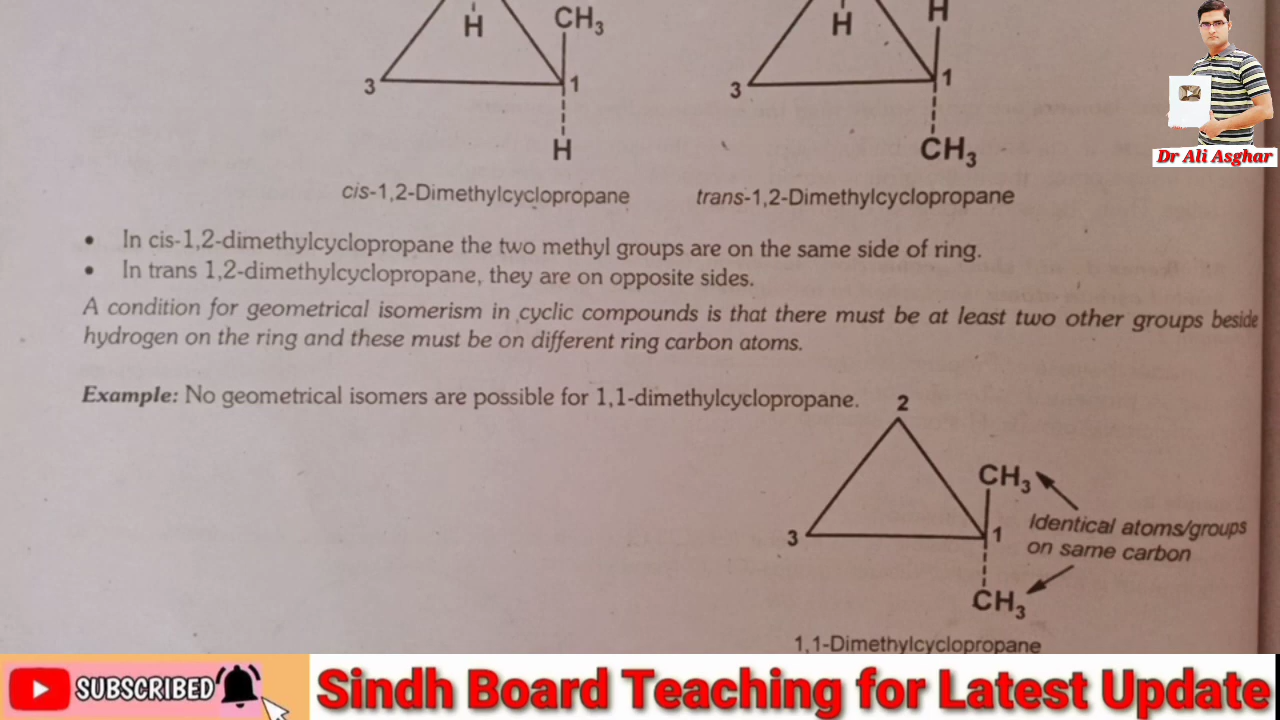 H
CH3
H
H
3
1
3
1
H
CH3
Dr Ali Asghar
cis-1,2-Dimethylcyclopropane
trans-1,2-Dimethylcyclopropane
• In cis-1,2-dimethylcyclopropane the two methyl groups are on the same side of ring.
• In trans 1,2-dimethylcyclopropane, they are on opposite sides.
A condition for geometrical isomerism in cyclic compounds is that there must be at least two other groups beside
hydrogen on the ring and these must be on different ring carbon atoms.
Example: No geometrical isomers are possible for 1,1-dimethylcyclopropane.
2
CH3
3
1
Identical atoms/groups
on same carbon
CH3
1,1-Dimethylcyclopropane
SUBSCRIBED
Sindh Board Teaching for Latest Update